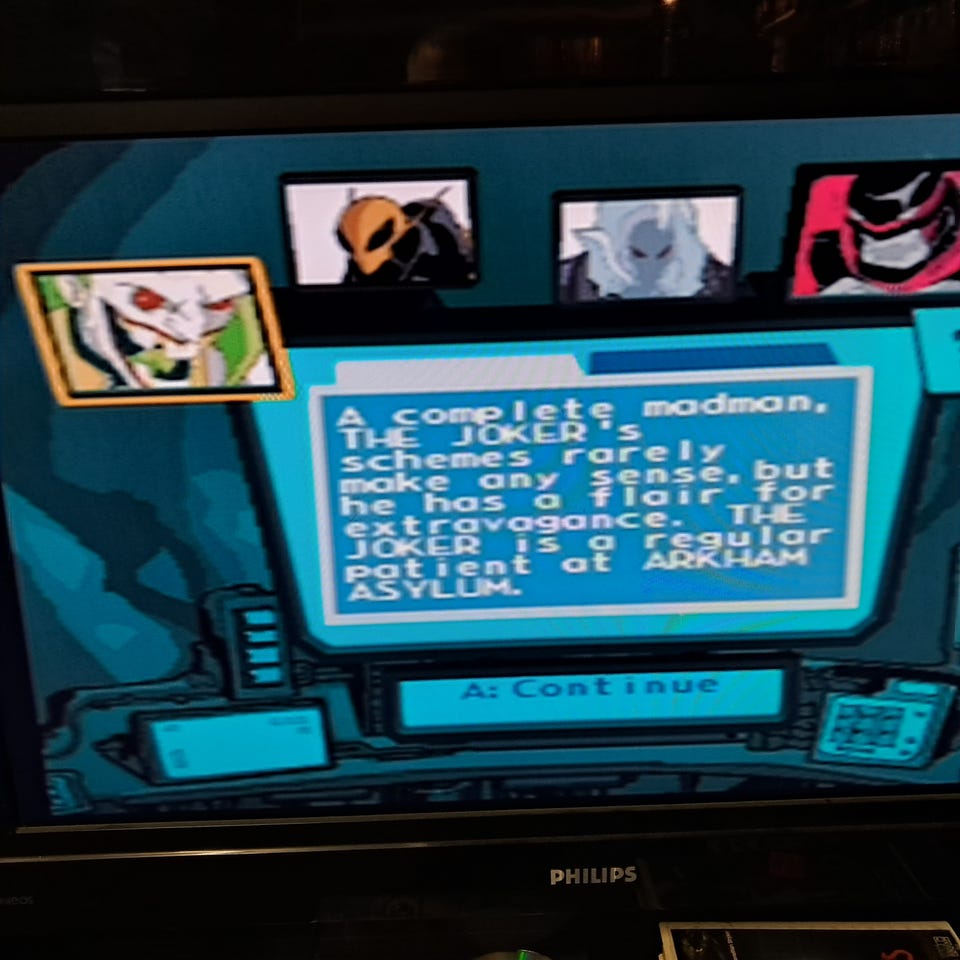 A complete madman,
THE JOKER's
schemes rarely
make any sense, but
he has a flair for
extravagance. THE
JOKER is a regular
patient at ARKHAM
ASYLUM.
A: Continue
PHILIPS